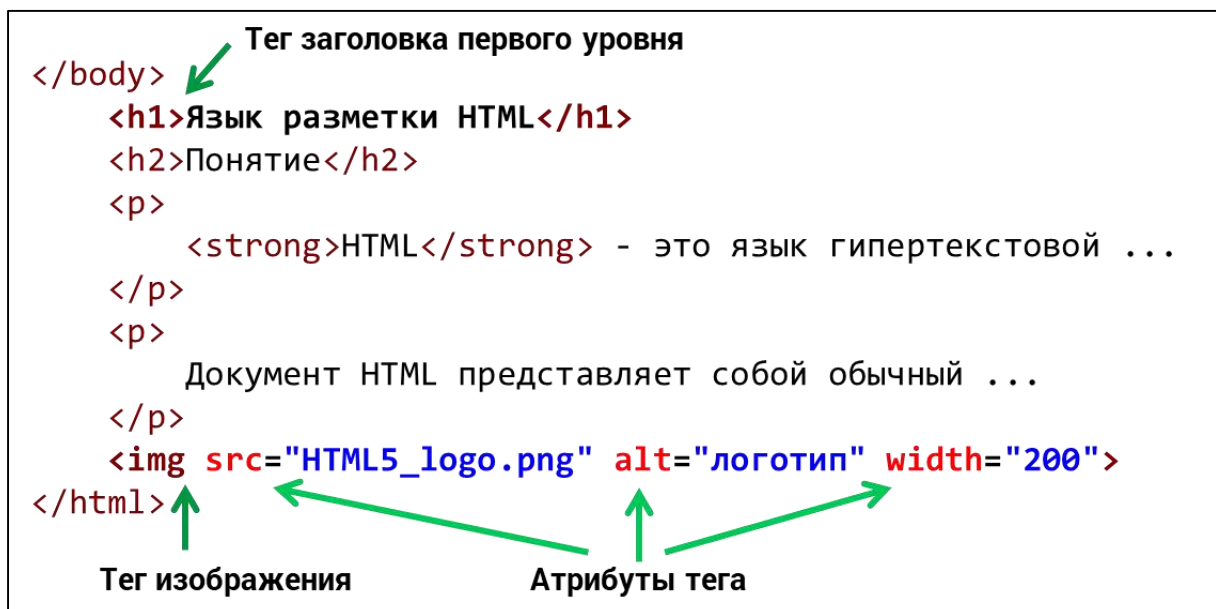 Тег заголовка первого уровня
</body>
<h1>Язык разметки HTML</h1>
<h2>Понятие</h2>
<p>
<strong>HTML</strong> - это язык гипертекстовой ...
</p>
<p>
Документ HTML представляет собой обычный ...
</p>
<img src="HTML5_logo.png" alt="логотип" width="200">
</html>
Тег изображения Атрибуты тега